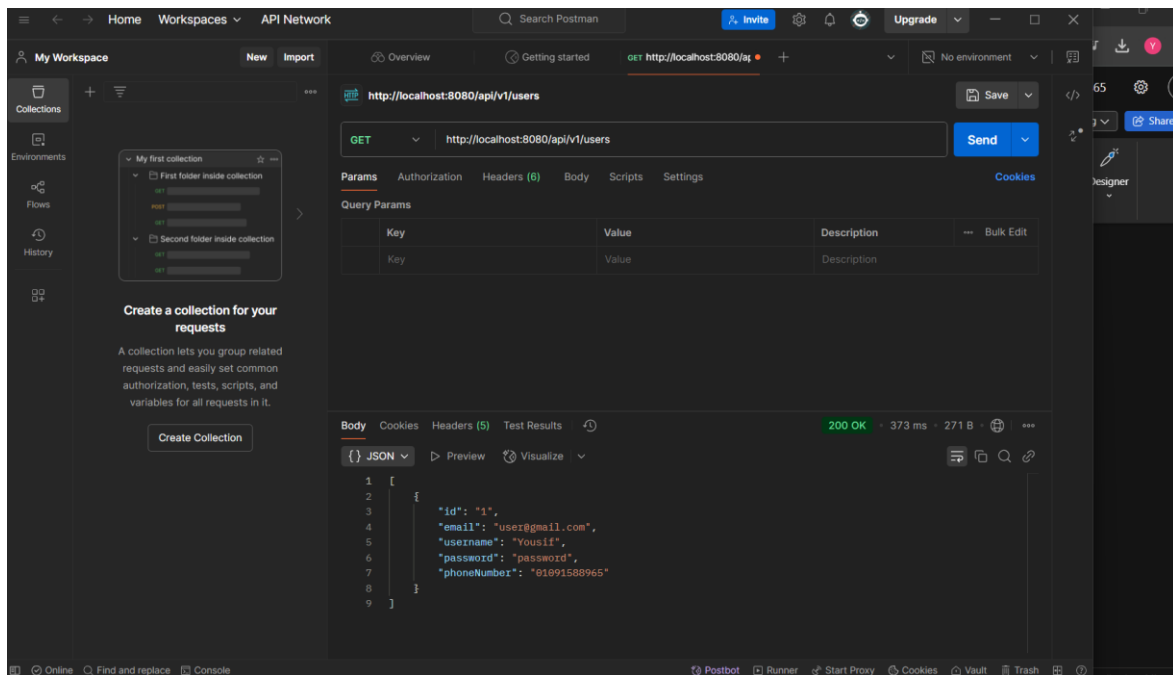 Home Workspaces API Network Search Postman Invite Upgrade
My Workspace New Import Overview Getting started GET http://localhost:8080/ap No environment
Collections
Environments
Flows
History
My first collection
First folder inside collection
GET
POST
GET
Second folder inside collection
GET
GET
Create a collection for your
requests
A collection lets you group related
requests and easily set common
authorization, tests, scripts, and
variables for all requests in it.
Create Collection
HTTP http://localhost:8080/api/v1/users Save
GET http://localhost:8080/api/v1/users Send
Params Authorization Headers (6) Body Scripts Settings Cookies
Query Params
Key Value Description Bulk Edit
Key Value Description
Body Cookies Headers (5) Test Results 200 OK 373 ms 271 B
{} JSON Preview Visualize
1 [
2 {
3 "id": "1",
4 "email": "user@gmail.com",
5 "username": "Yousif",
6 "password": "password",
7 "phoneNumber": "01091588965"
8 }
9 ]
Online Find and replace Console Postbot Runner Start Proxy Cookies Vault Trash
Y
65
Share
Designer